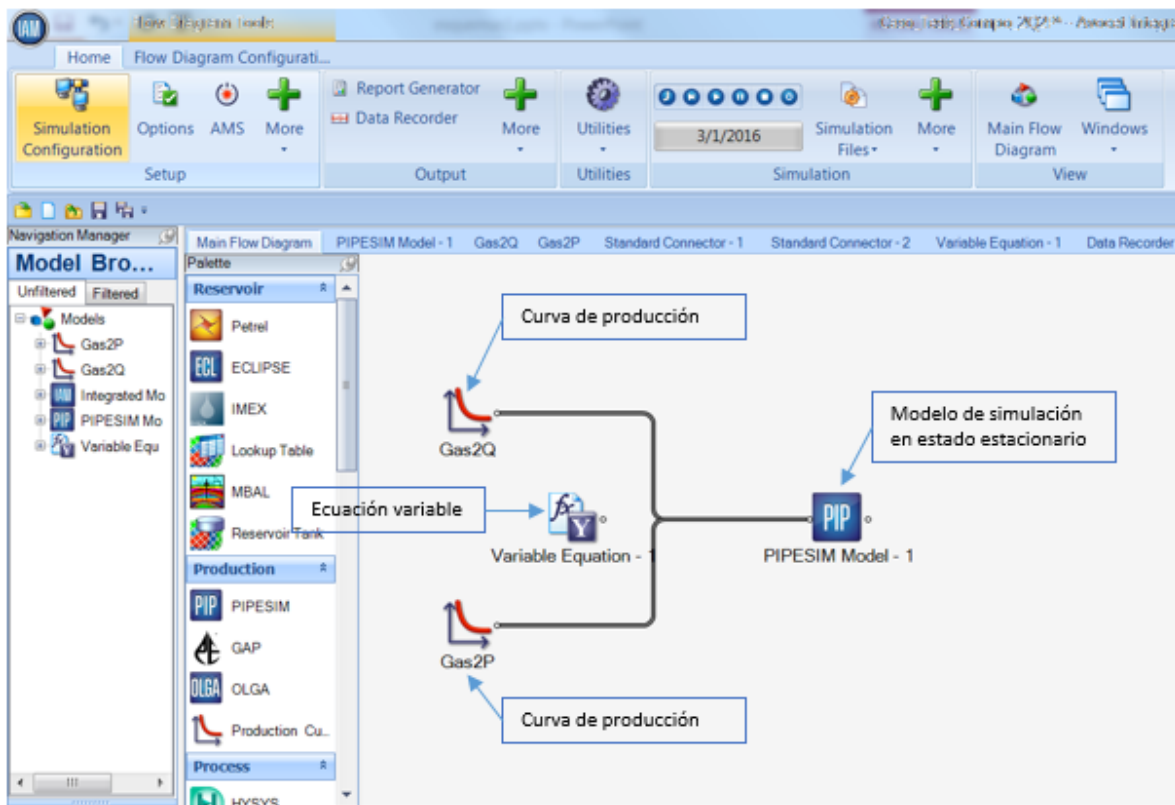 IAM
Flow Diagram Tools
Home Flow Diagram Configurati...
Simulation
Configuration
Options
AMS
More
Setup
Report Generator
Data Recorder
More
Output
Utilities
Utilities
3/1/2016
Simulation
Files
More
Simulation
Main Flow
Diagram
Windows
View
Navigation Manager
Model Bro...
Unfiltered Filtered
Models
Gas2P
Gas2Q
IAM Integrated Mo
PIP PIPESIM Mo
Variable Equ
Main Flow Diagram PIPESIM Model - 1 Gas2Q Gas2P Standard Connector - 1 Standard Connector - 2 Variable Equation - 1 Data Recorder
Palette
Reservoir
Petrel
ECL ECLIPSE
IMEX
Lookup Table
MBAL
Reservoir Tank
Production
PIP PIPESIM
GAP
OLGA OLGA
Production Cu...
Process
HYSYS
Curva de producción
Gas2Q
Modelo de simulación
en estado estacionario
Ecuación variable
fx Y
Variable Equation - 1
PIP
PIPESIM Model - 1
Gas2P
Curva de producción